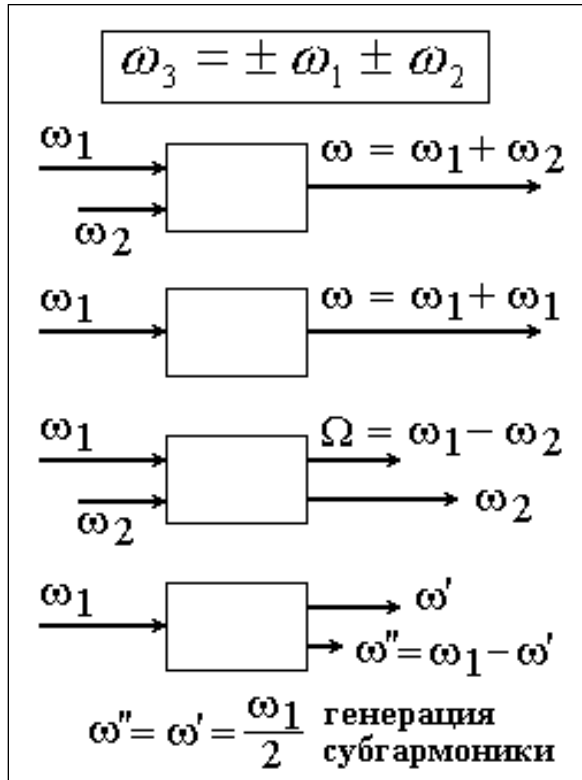 ω₃ = ± ω₁ ± ω₂
ω₁
ω = ω₁ + ω₂
ω₂
ω₁
ω = ω₁ + ω₁
ω₁
Ω = ω₁ − ω₂
ω₂
ω₂
ω₁
ω'
ω'' = ω₁ − ω'
ω'' = ω' = ω₁/2 генерация
субгармоники